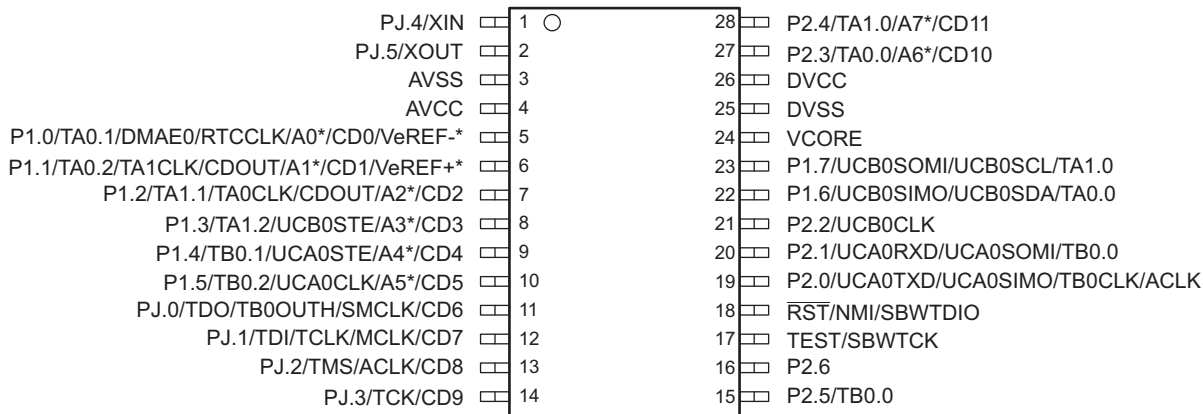 PJ.4/XIN 1 28 P2.4/TA1.0/A7*/CD11
PJ.5/XOUT 2 27 P2.3/TA0.0/A6*/CD10
AVSS 3 26 DVCC
AVCC 4 25 DVSS
P1.0/TA0.1/DMAE0/RTCCLK/A0*/CD0/VeREF-* 5 24 VCORE
P1.1/TA0.2/TA1CLK/CDOUT/A1*/CD1/VeREF+* 6 23 P1.7/UCB0SOMI/UCB0SCL/TA1.0
P1.2/TA1.1/TA0CLK/CDOUT/A2*/CD2 7 22 P1.6/UCB0SIMO/UCB0SDA/TA0.0
P1.3/TA1.2/UCB0STE/A3*/CD3 8 21 P2.2/UCB0CLK
P1.4/TB0.1/UCA0STE/A4*/CD4 9 20 P2.1/UCA0RXD/UCA0SOMI/TB0.0
P1.5/TB0.2/UCA0CLK/A5*/CD5 10 19 P2.0/UCA0TXD/UCA0SIMO/TB0CLK/ACLK
PJ.0/TDO/TB0OUTH/SMCLK/CD6 11 18 RST/NMI/SBWTDIO
PJ.1/TDI/TCLK/MCLK/CD7 12 17 TEST/SBWTCK
PJ.2/TMS/ACLK/CD8 13 16 P2.6
PJ.3/TCK/CD9 14 15 P2.5/TB0.0